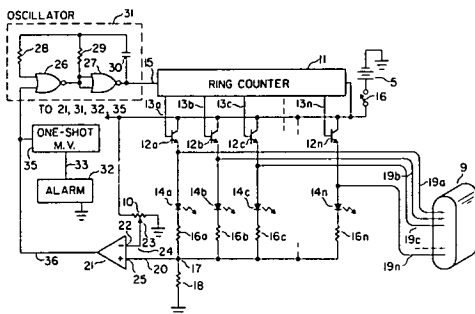 OSCILLATOR 31
28 29 27 30 26 15
11
RING COUNTER
5
16
TO 21, 31, 32, 35
13a 13b 13c 13n
12a 12b 12c 12n
ONE-SHOT
M.V.
35 33 32
ALARM
19b 19a 9
10 14a 14b 14c 14n
22 23 24
16a 16b 16c 16n
19c
19n
36 21 25 20 17
18